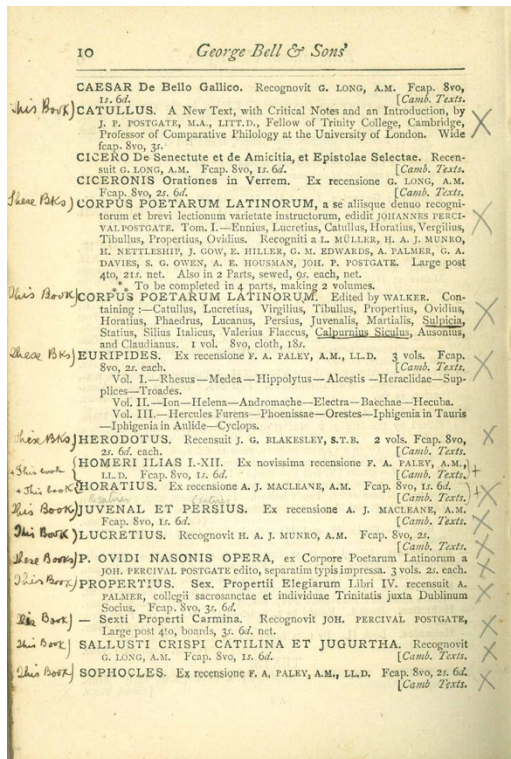 10 George Bell & Sons'
CAESAR De Bello Gallico. Recognovit G. LONG, A.M. Fcap. 8vo,
1s. 6d. [Camb. Texts.
This Book) CATULLUS. A New Text, with Critical Notes and an Introduction, by
J. P. POSTGATE, M.A., LITT.D., Fellow of Trinity College, Cambridge, X
Professor of Comparative Philology at the University of London. Wide
fcap. 8vo, 3s.
CICERO De Senectute et de Amicitia, et Epistolae Selectae. Recen-
suit G. LONG, A.M. Fcap. 8vo, 1s. 6d. [Camb. Texts.
CICERONIS Orationes in Verrem. Ex recensione G. LONG, A.M.
Fcap. 8vo, 2s. 6d. [Camb. Texts.
These BKs) CORPUS POETARUM LATINORUM, a se aliisque denuo recogni-
torum et brevi lectionum varietate instructorum, edidit JOHANNES PERCI- X
VAL POSTGATE. Tom. I.—Ennius, Lucretius, Catullus, Horatius, Vergilius,
Tibullus, Propertius, Ovidius. Recogniti a L. MÜLLER, H. A. J. MUNRO,
H. NETTLESHIP, J. GOW, E. HILLER, G. M. EDWARDS, A. PALMER, G. A.
DAVIES, S. G. OWEN, A. E. HOUSMAN, JOH. P. POSTGATE. Large post
4to, 21s. net. Also in 2 Parts, sewed, 9s. each, net.
*** To be completed in 4 parts, making 2 volumes.
This Book) CORPUS POETARUM LATINORUM. Edited by WALKER. Con-
taining :—Catullus, Lucretius, Virgilius, Tibullus, Propertius, Ovidius, X
Horatius, Phaedrus, Lucanus, Persius, Juvenalis, Martialis, Sulpicia,
Statius, Silius Italicus, Valerius Flaccus, Calpurnius Siculus, Ausonius,
and Claudianus. 1 vol. 8vo, cloth, 18s.
These BKs) EURIPIDES. Ex recensione F. A. PALEY, A.M., LL.D. 3 vols. Fcap.
8vo, 2s. each. [Camb. Texts. X
Vol. I.—Rhesus—Medea—Hippolytus—Alcestis—Heraclidae—Sup-
plices—Troades.
Vol. II.—Ion—Helena—Andromache—Electra—Bacchae—Hecuba.
Vol. III.—Hercules Furens—Phoenissae—Orestes—Iphigenia in Tauris
—Iphigenia in Aulide—Cyclops.
These BKs) HERODOTUS. Recensuit J. G. BLAKESLEY, S.T.B. 2 vols. Fcap. 8vo, X
2s. 6d. each. [Camb. Texts.
+ This book { HOMERI ILIAS I.-XII. Ex novissima recensione F. A. PALEY, A.M.,
LL.D. Fcap. 8vo, 1s. 6d. [Camb. Texts. +
+ This book { HORATIUS. Ex recensione A. J. MACLEANE, A.M. Fcap. 8vo, 1s. 6d.
[Camb. Texts. + X
This Book) JUVENAL ET PERSIUS. Ex recensione A. J. MACLEANE, A.M.
Fcap. 8vo, 1s. 6d. [Camb. Texts. X
This Book) LUCRETIUS. Recognovit H. A. J. MUNRO, A.M. Fcap. 8vo, 2s.
[Camb. Texts. X
These Books) P. OVIDI NASONIS OPERA, ex Corpore Poetarum Latinorum a
JOH. PERCIVAL POSTGATE edito, separatim typis impressa. 3 vols. 2s. each. X
This Book) PROPERTIUS. Sex. Propertii Elegiarum Libri IV. recensuit A.
PALMER, collegii sacrosanctae et individuae Trinitatis juxta Dublinum X
Socius. Fcap. 8vo, 3s. 6d.
This Book) — Sexti Properti Carmina. Recognovit JOH. PERCIVAL POSTGATE,
Large post 4to, boards, 3s. 6d. net. X
This Book) SALLUSTI CRISPI CATILINA ET JUGURTHA. Recognovit
G. LONG, A.M. Fcap. 8vo, 1s. 6d. [Camb. Texts. X
(This Book) SOPHOCLES. Ex recensione F. A. PALEY, A.M., LL.D. Fcap. 8vo, 2s. 6d.
[Camb. Texts. X